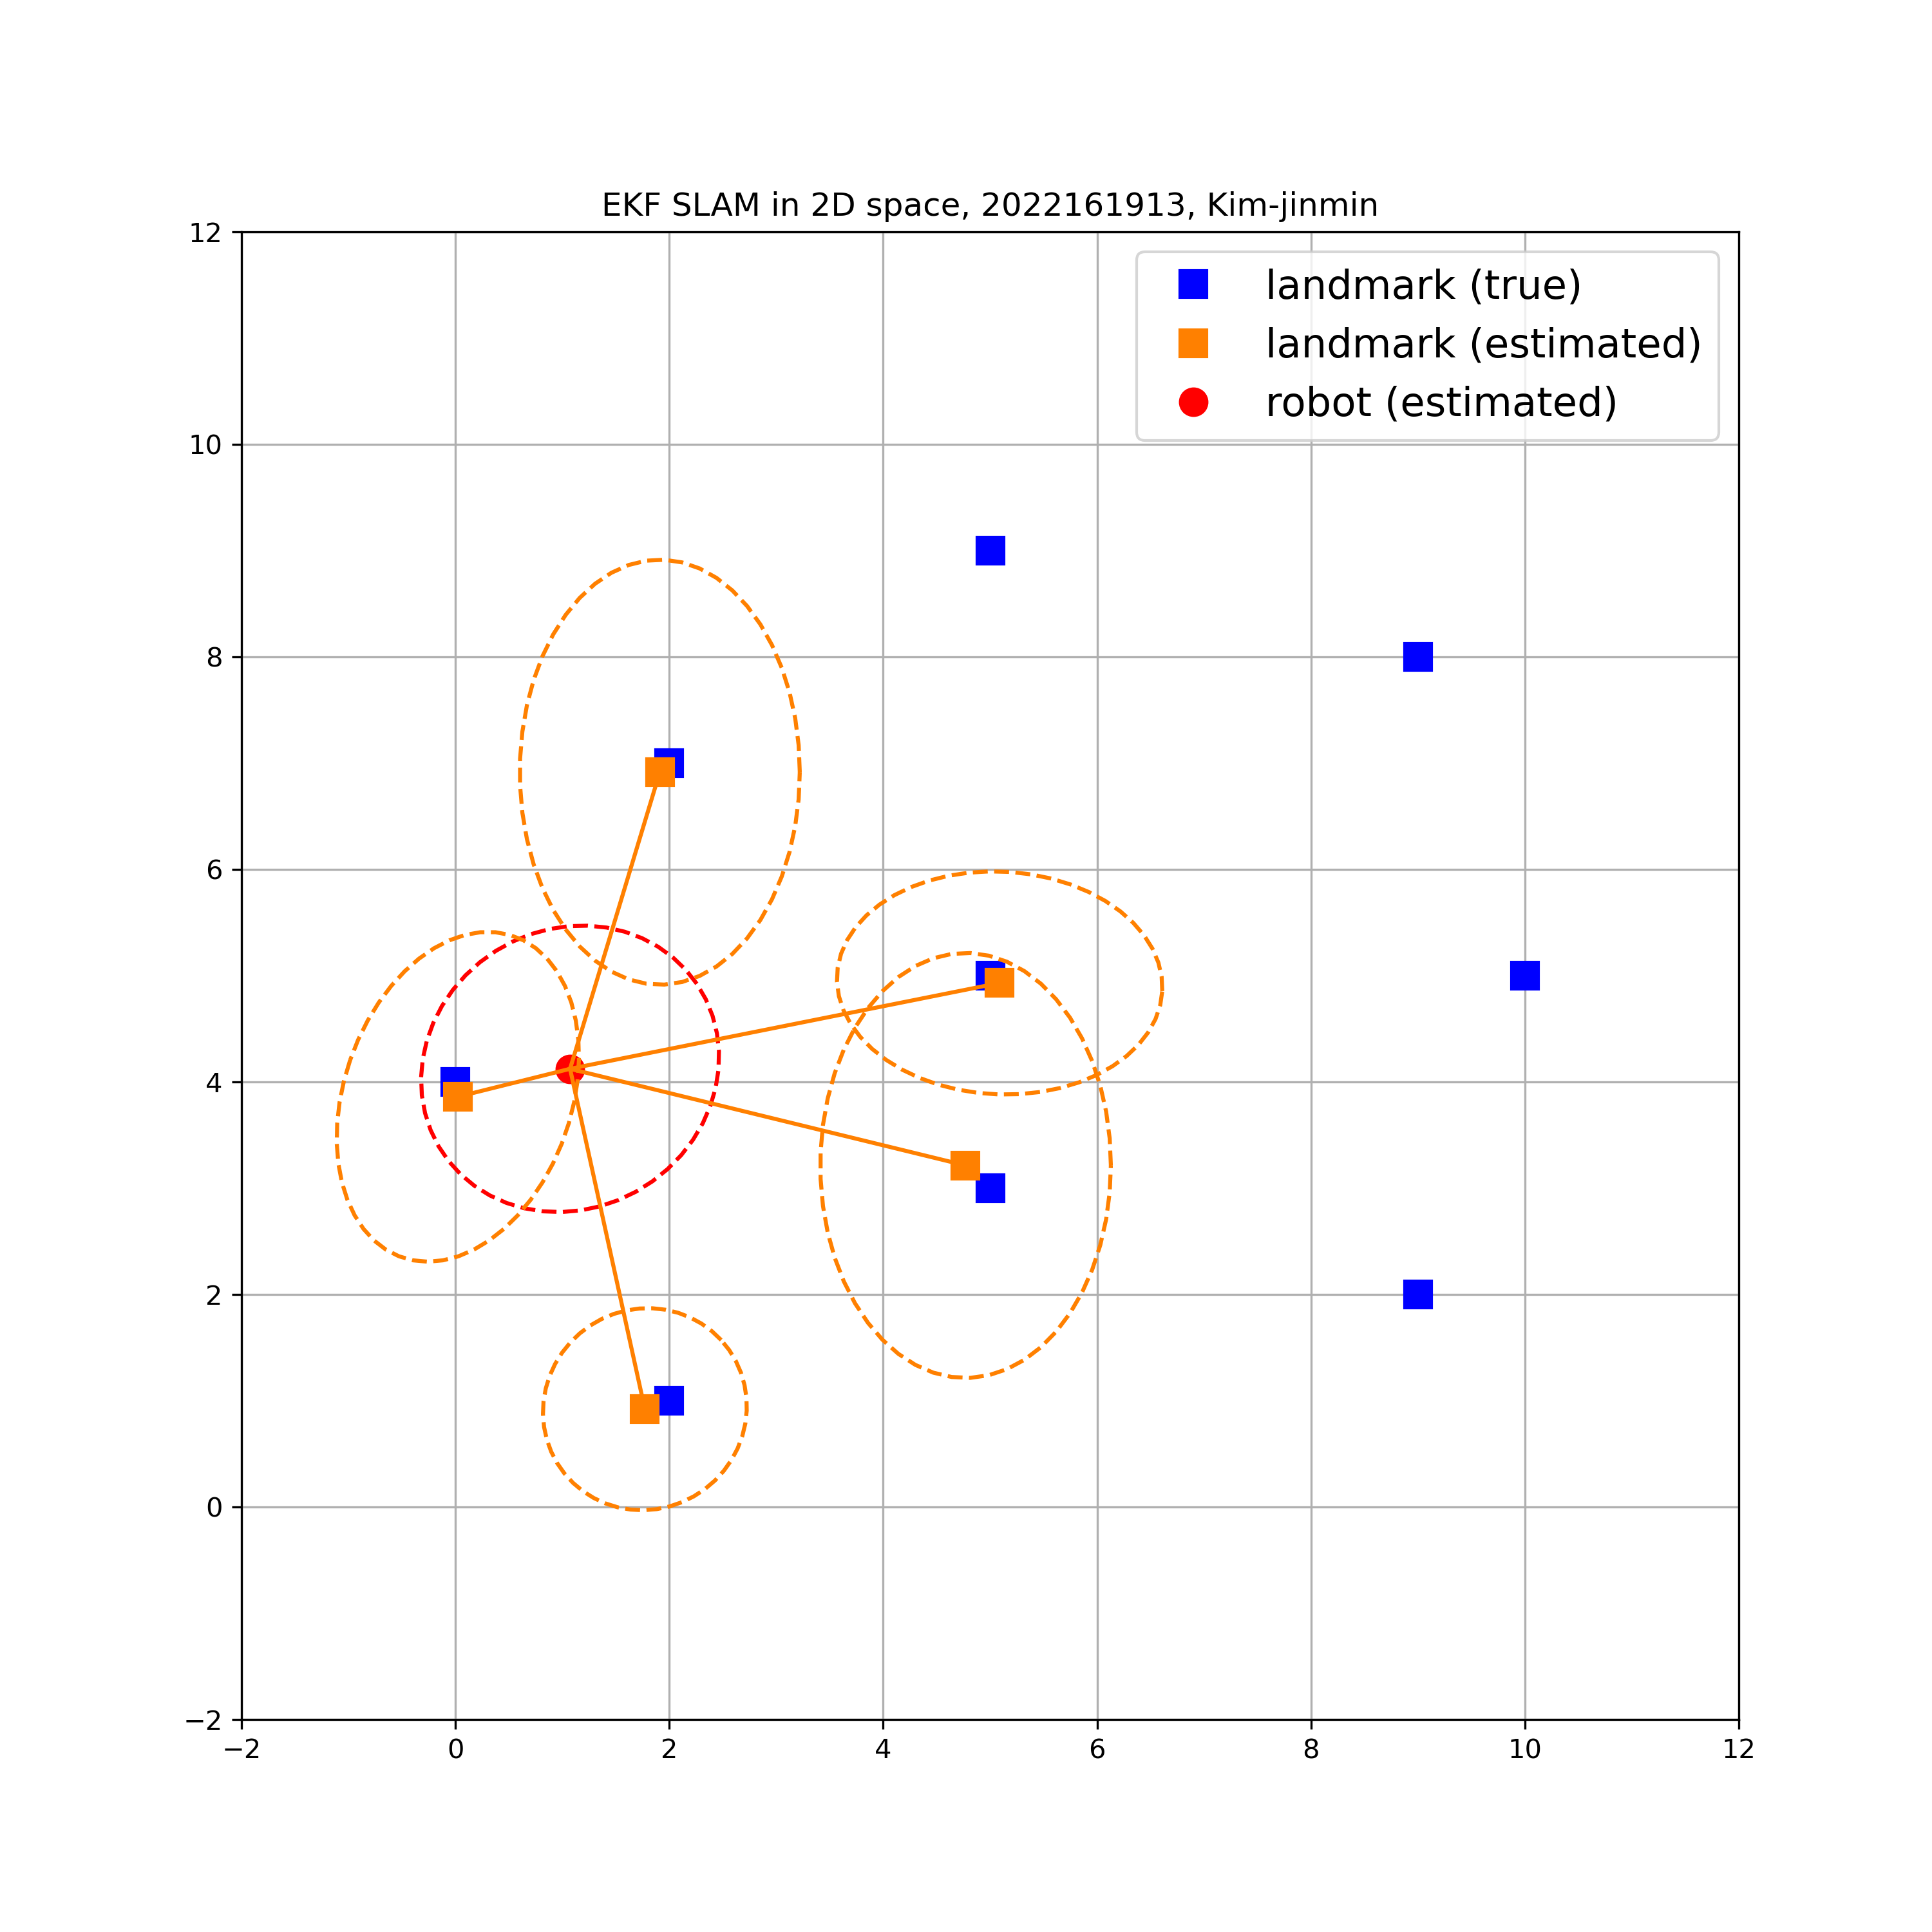 EKF SLAM in 2D space, 2022161913, Kim-jinmin
landmark (true)
landmark (estimated)
robot (estimated)
12
10
8
6
4
2
0
−2
−2 0 2 4 6 8 10 12